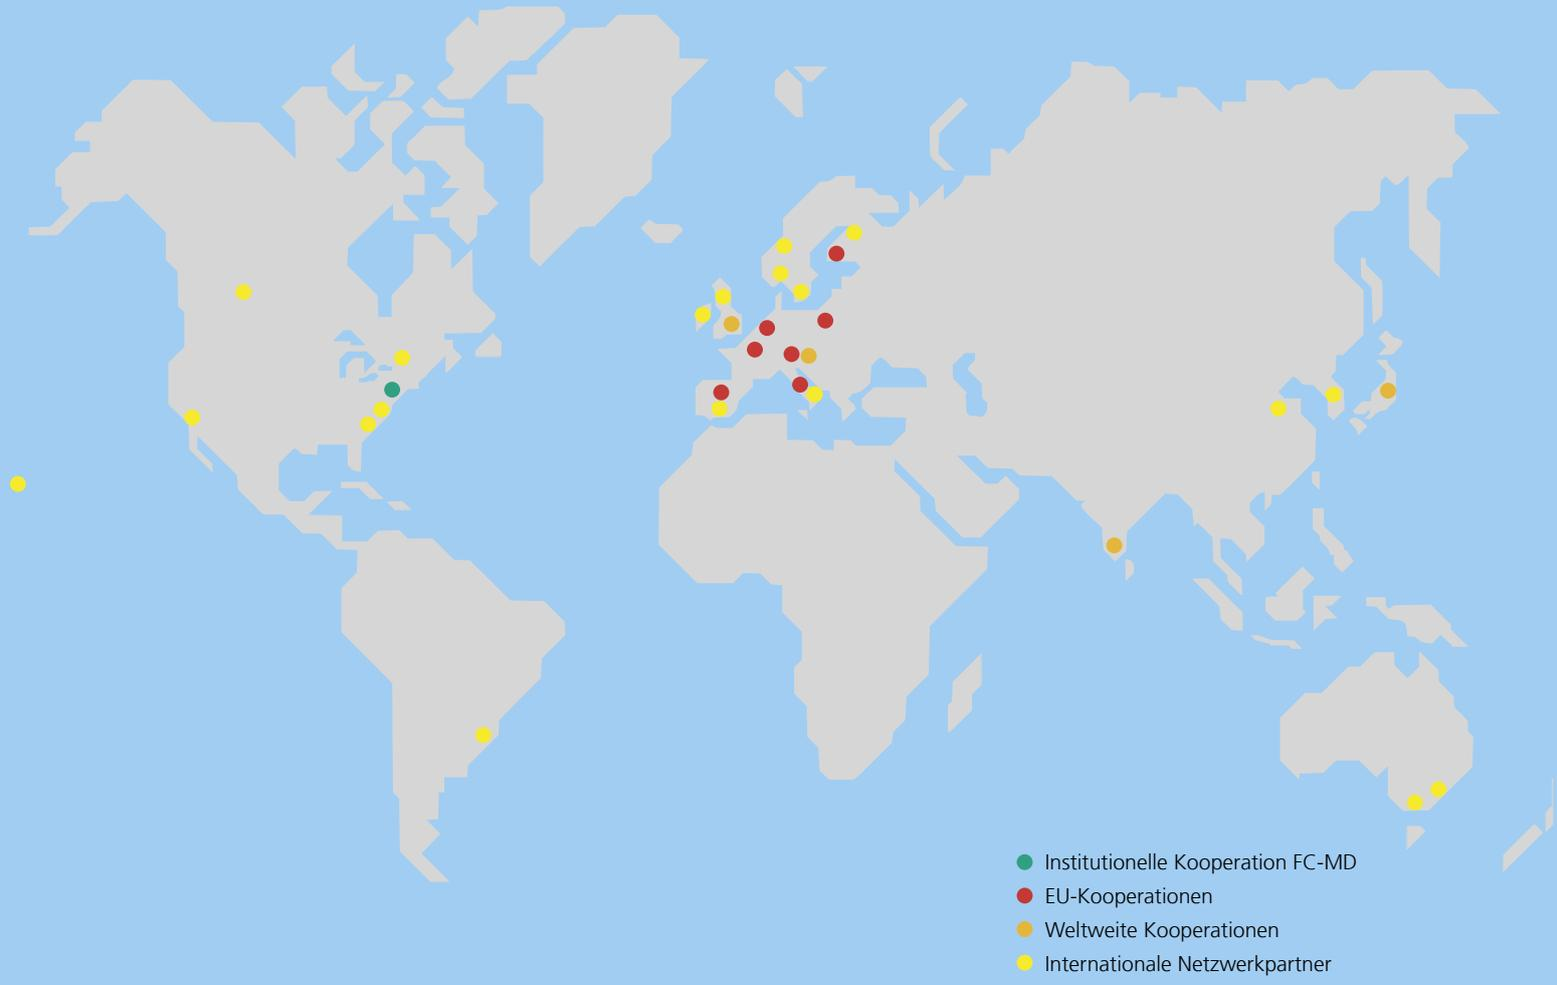 Institutionelle Kooperation FC-MD
EU-Kooperationen
Weltweite Kooperationen
Internationale Netzwerkpartner